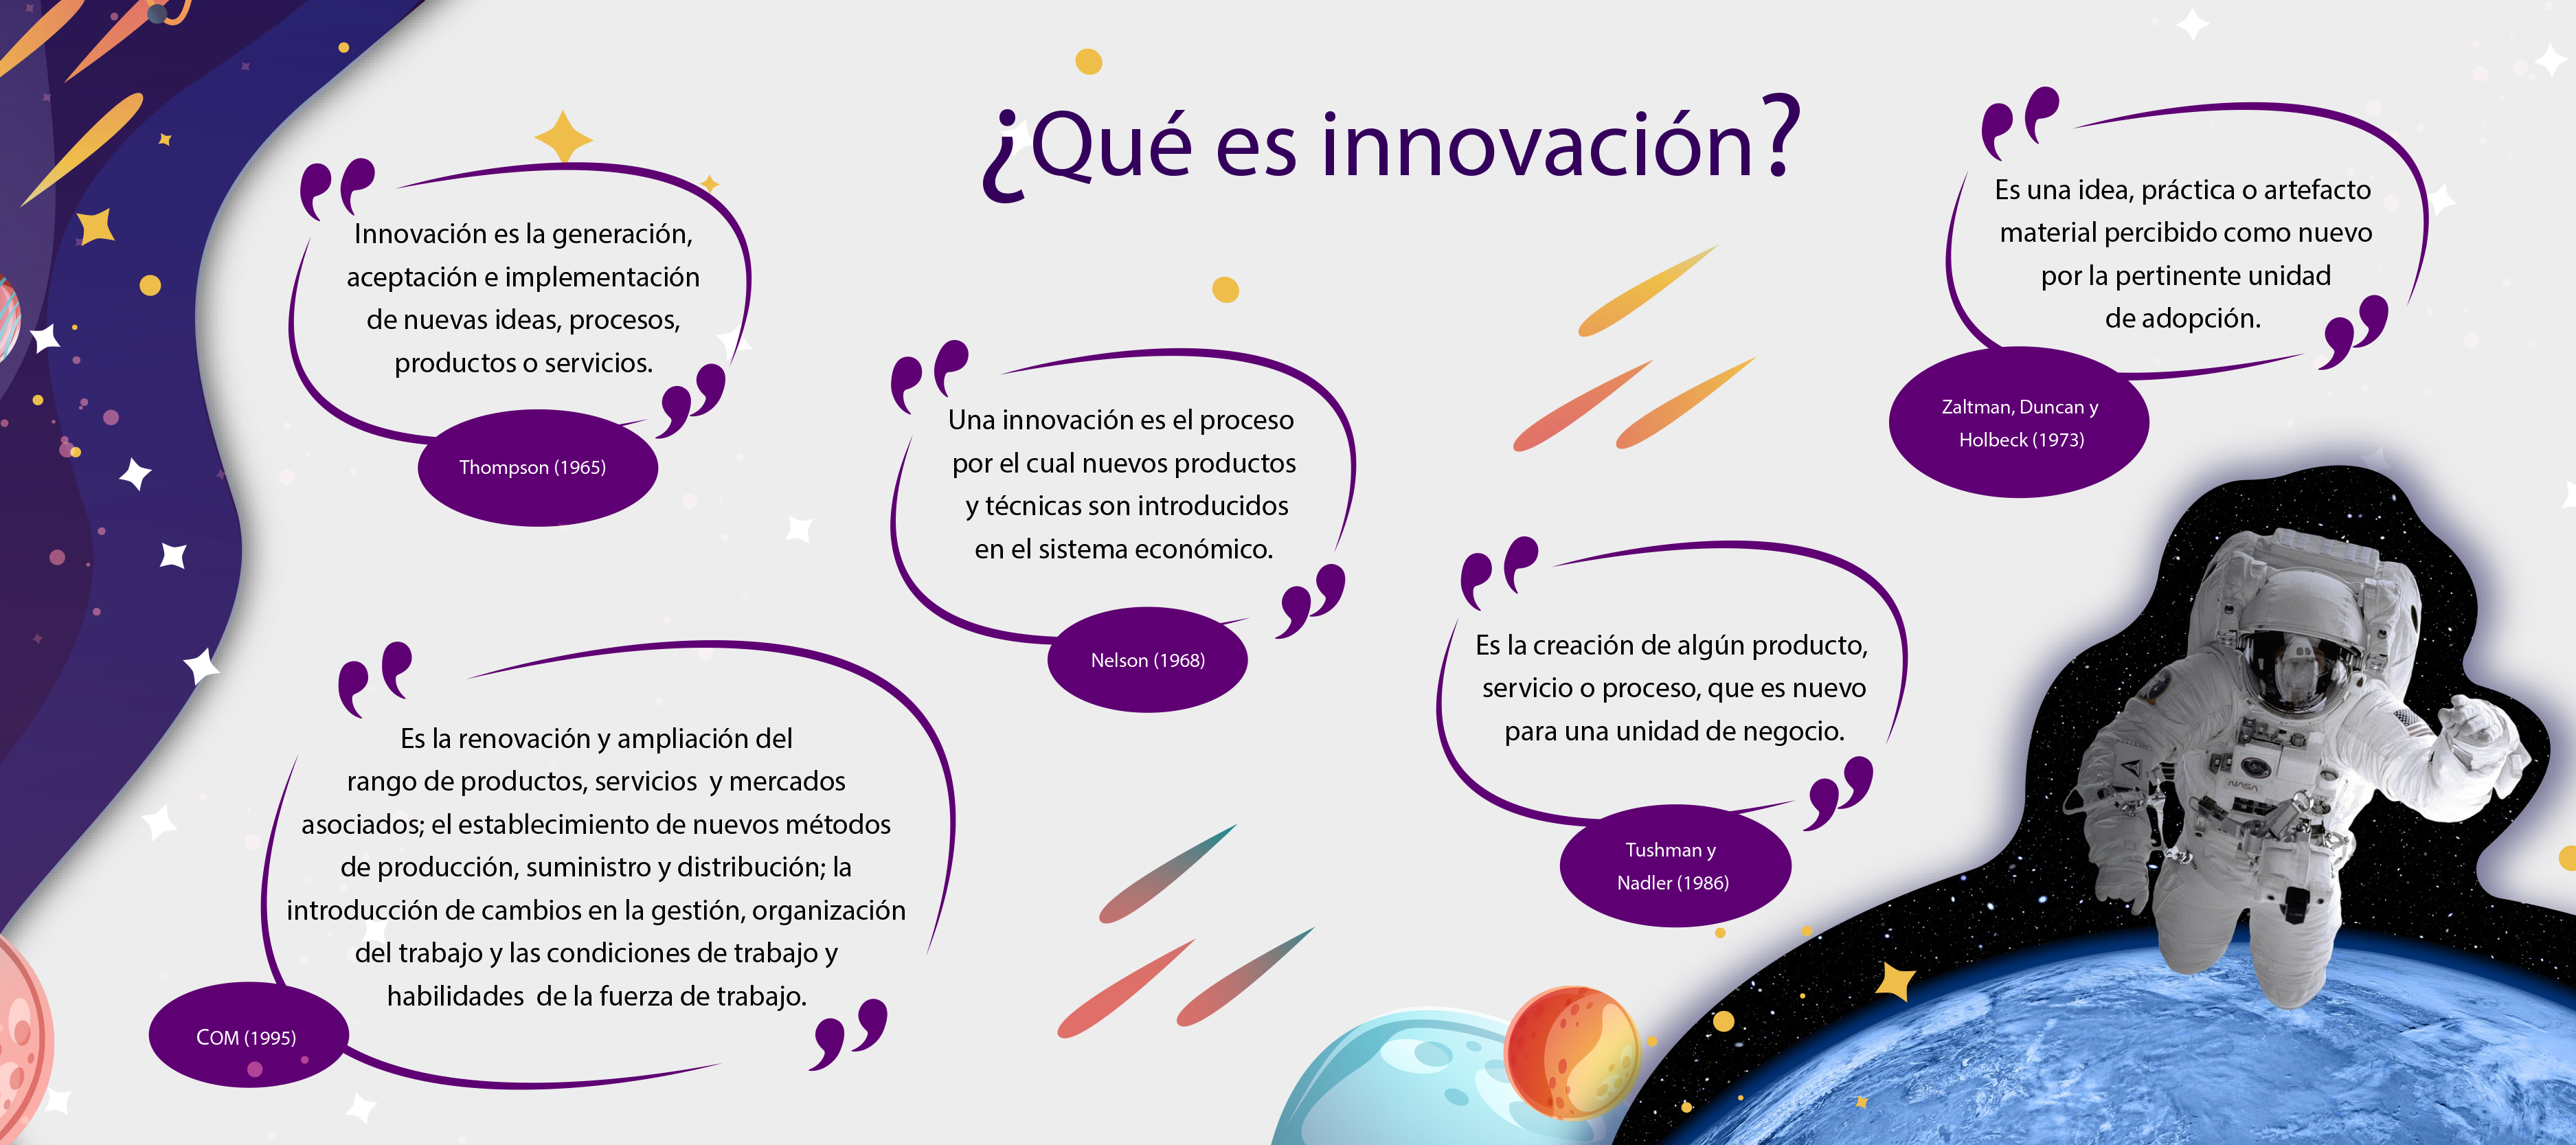 ¿Qué es innovación?
Innovación es la generación,
aceptación e implementación
de nuevas ideas, procesos,
productos o servicios.
Thompson (1965)
Una innovación es el proceso
por el cual nuevos productos
y técnicas son introducidos
en el sistema económico.
Nelson (1968)
Es una idea, práctica o artefacto
material percibido como nuevo
por la pertinente unidad
de adopción.
Zaltman, Duncan y
Holbeck (1973)
Es la creación de algún producto,
servicio o proceso, que es nuevo
para una unidad de negocio.
Tushman y
Nadler (1986)
Es la renovación y ampliación del
rango de productos, servicios y mercados
asociados; el establecimiento de nuevos métodos
de producción, suministro y distribución; la
introducción de cambios en la gestión, organización
del trabajo y las condiciones de trabajo y
habilidades de la fuerza de trabajo.
COM (1995)
NASA